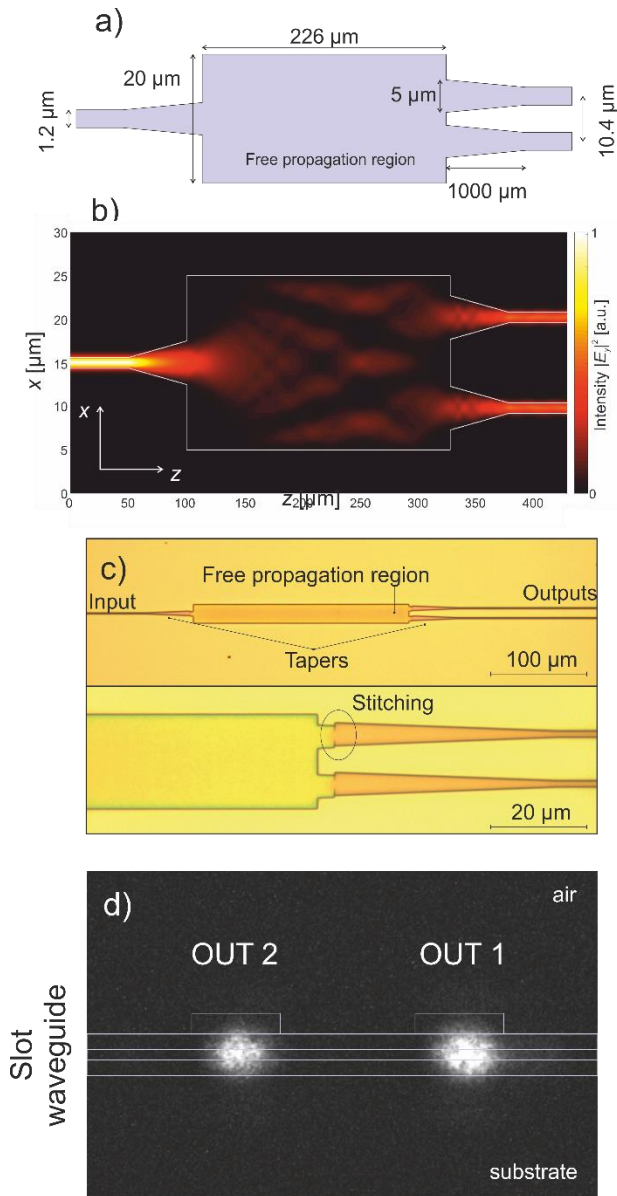 a)
226 µm
20 µm
1.2 µm
5 µm
10.4 µm
Free propagation region
1000 µm
b)
30
25
20
15
10
5
0
x [µm]
x
z
0
50
100
150
200
250
300
350
400
z [µm]
1
0
Intensity |Ey|² [a.u.]
c)
Free propagation region
Input
Outputs
Tapers
100 µm
Stitching
20 µm
d)
air
OUT 2
OUT 1
Slot
waveguide
substrate